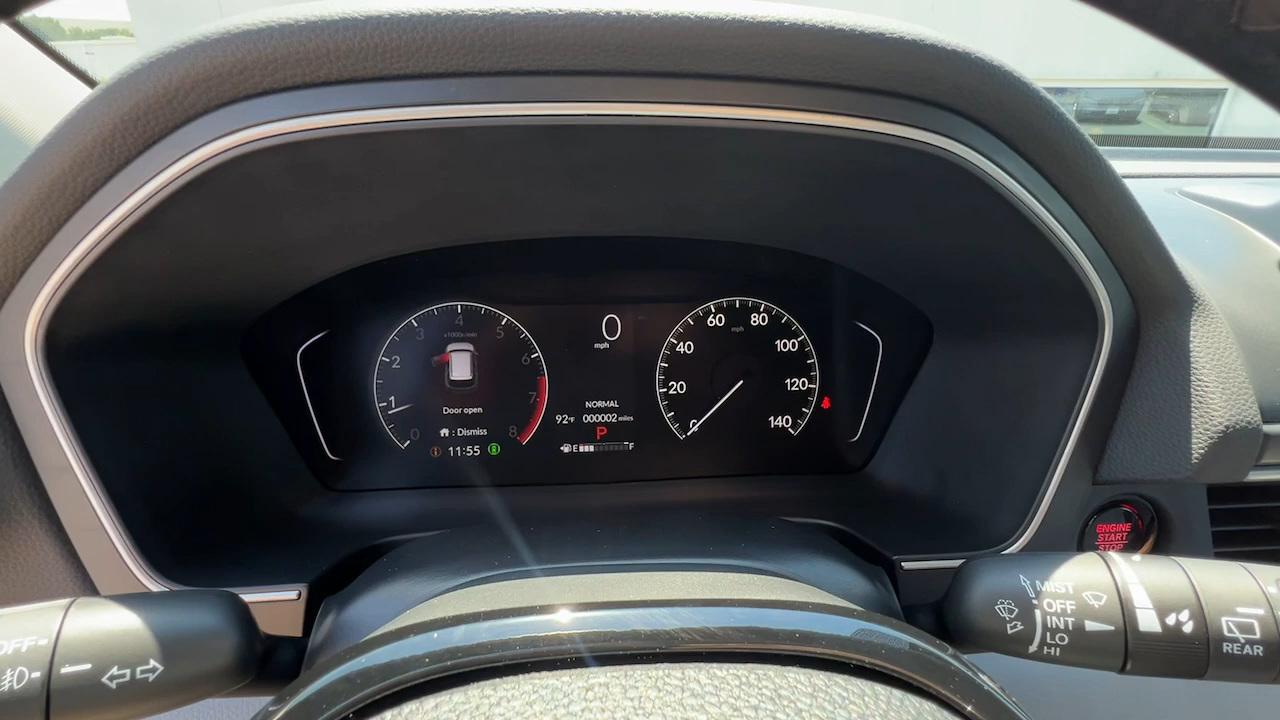 0 1 2 3 4 5 6 7 8
x1000r/min
Door open
: Dismiss
11:55
0
mph
NORMAL
92°F 000002 miles
P
E F
0 20 40 60 80 100 120 140
mph
ENGINE
START
STOP
OFF
MIST
OFF
INT
LO
HI
REAR